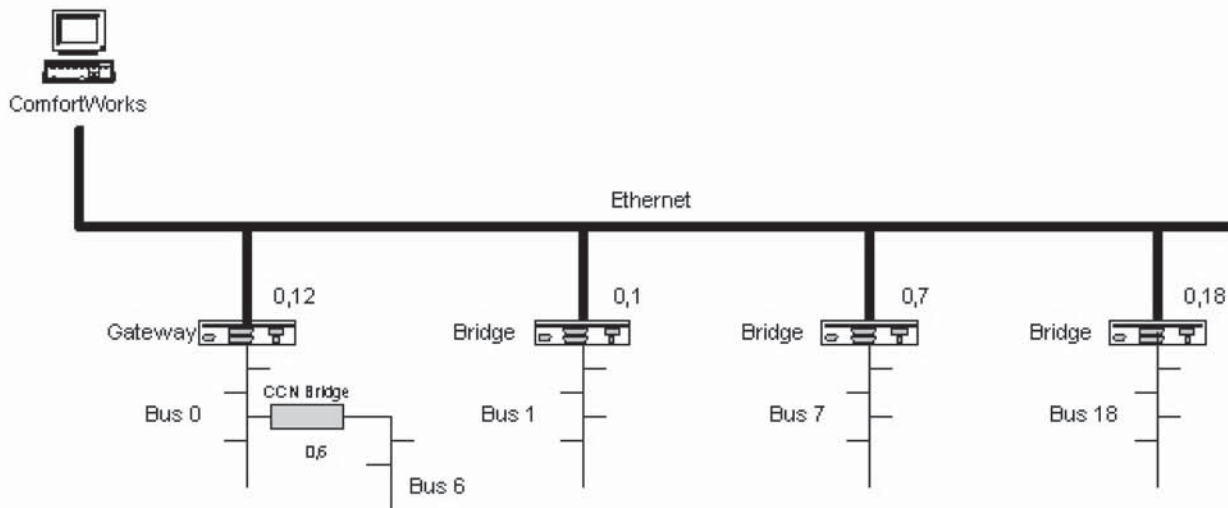 ComfortWorks
Ethernet
0,12
0,1
0,7
0,18
Gateway
Bridge
Bridge
Bridge
CCN Bridge
Bus 0
Bus 1
Bus 7
Bus 18
0,6
Bus 6